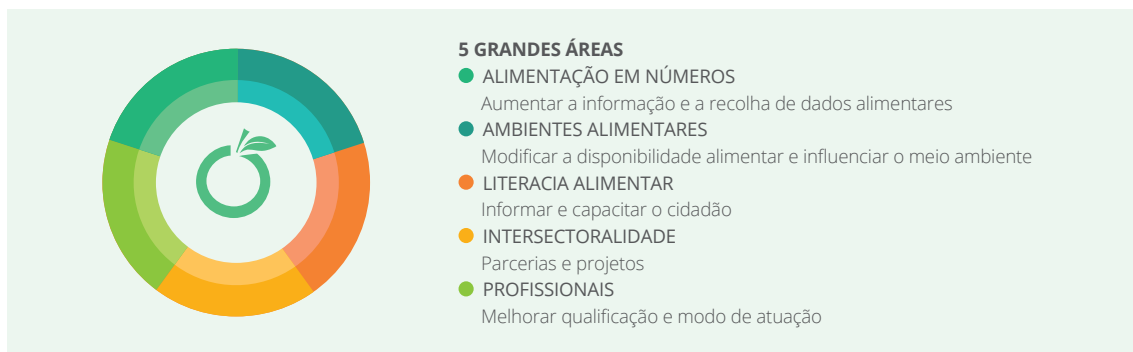 5 GRANDES ÁREAS
ALIMENTAÇÃO EM NÚMEROS
Aumentar a informação e a recolha de dados alimentares
AMBIENTES ALIMENTARES
Modificar a disponibilidade alimentar e influenciar o meio ambiente
LITERACIA ALIMENTAR
Informar e capacitar o cidadão
INTERSECTORALIDADE
Parcerias e projetos
PROFISSIONAIS
Melhorar qualificação e modo de atuação